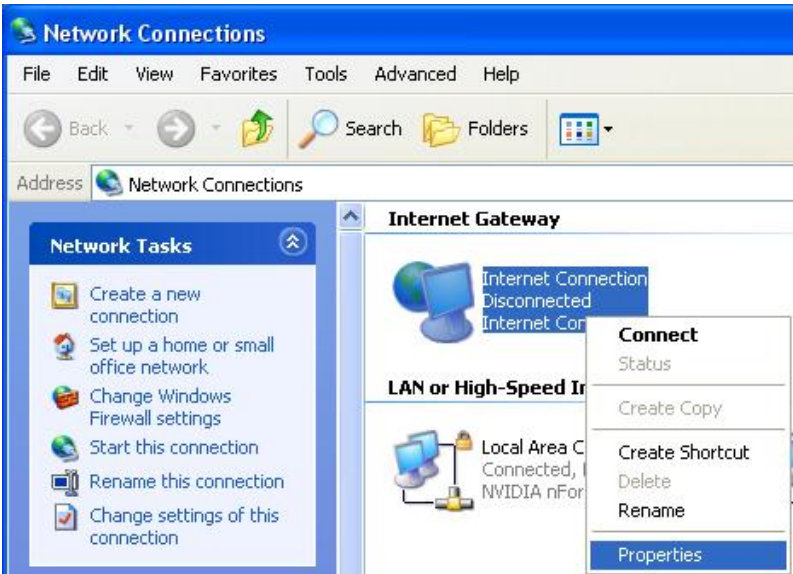 Network Connections
File Edit View Favorites Tools Advanced Help
Back Search Folders
Address Network Connections
Network Tasks
Create a new
connection
Set up a home or small
office network
Change Windows
Firewall settings
Start this connection
Rename this connection
Change settings of this
connection
Internet Gateway
Internet Connection
Disconnected
Internet
LAN or High-Speed
Local Area
Connected,
NVIDIA
Connect
Status
Create Copy
Create Shortcut
Delete
Rename
Properties